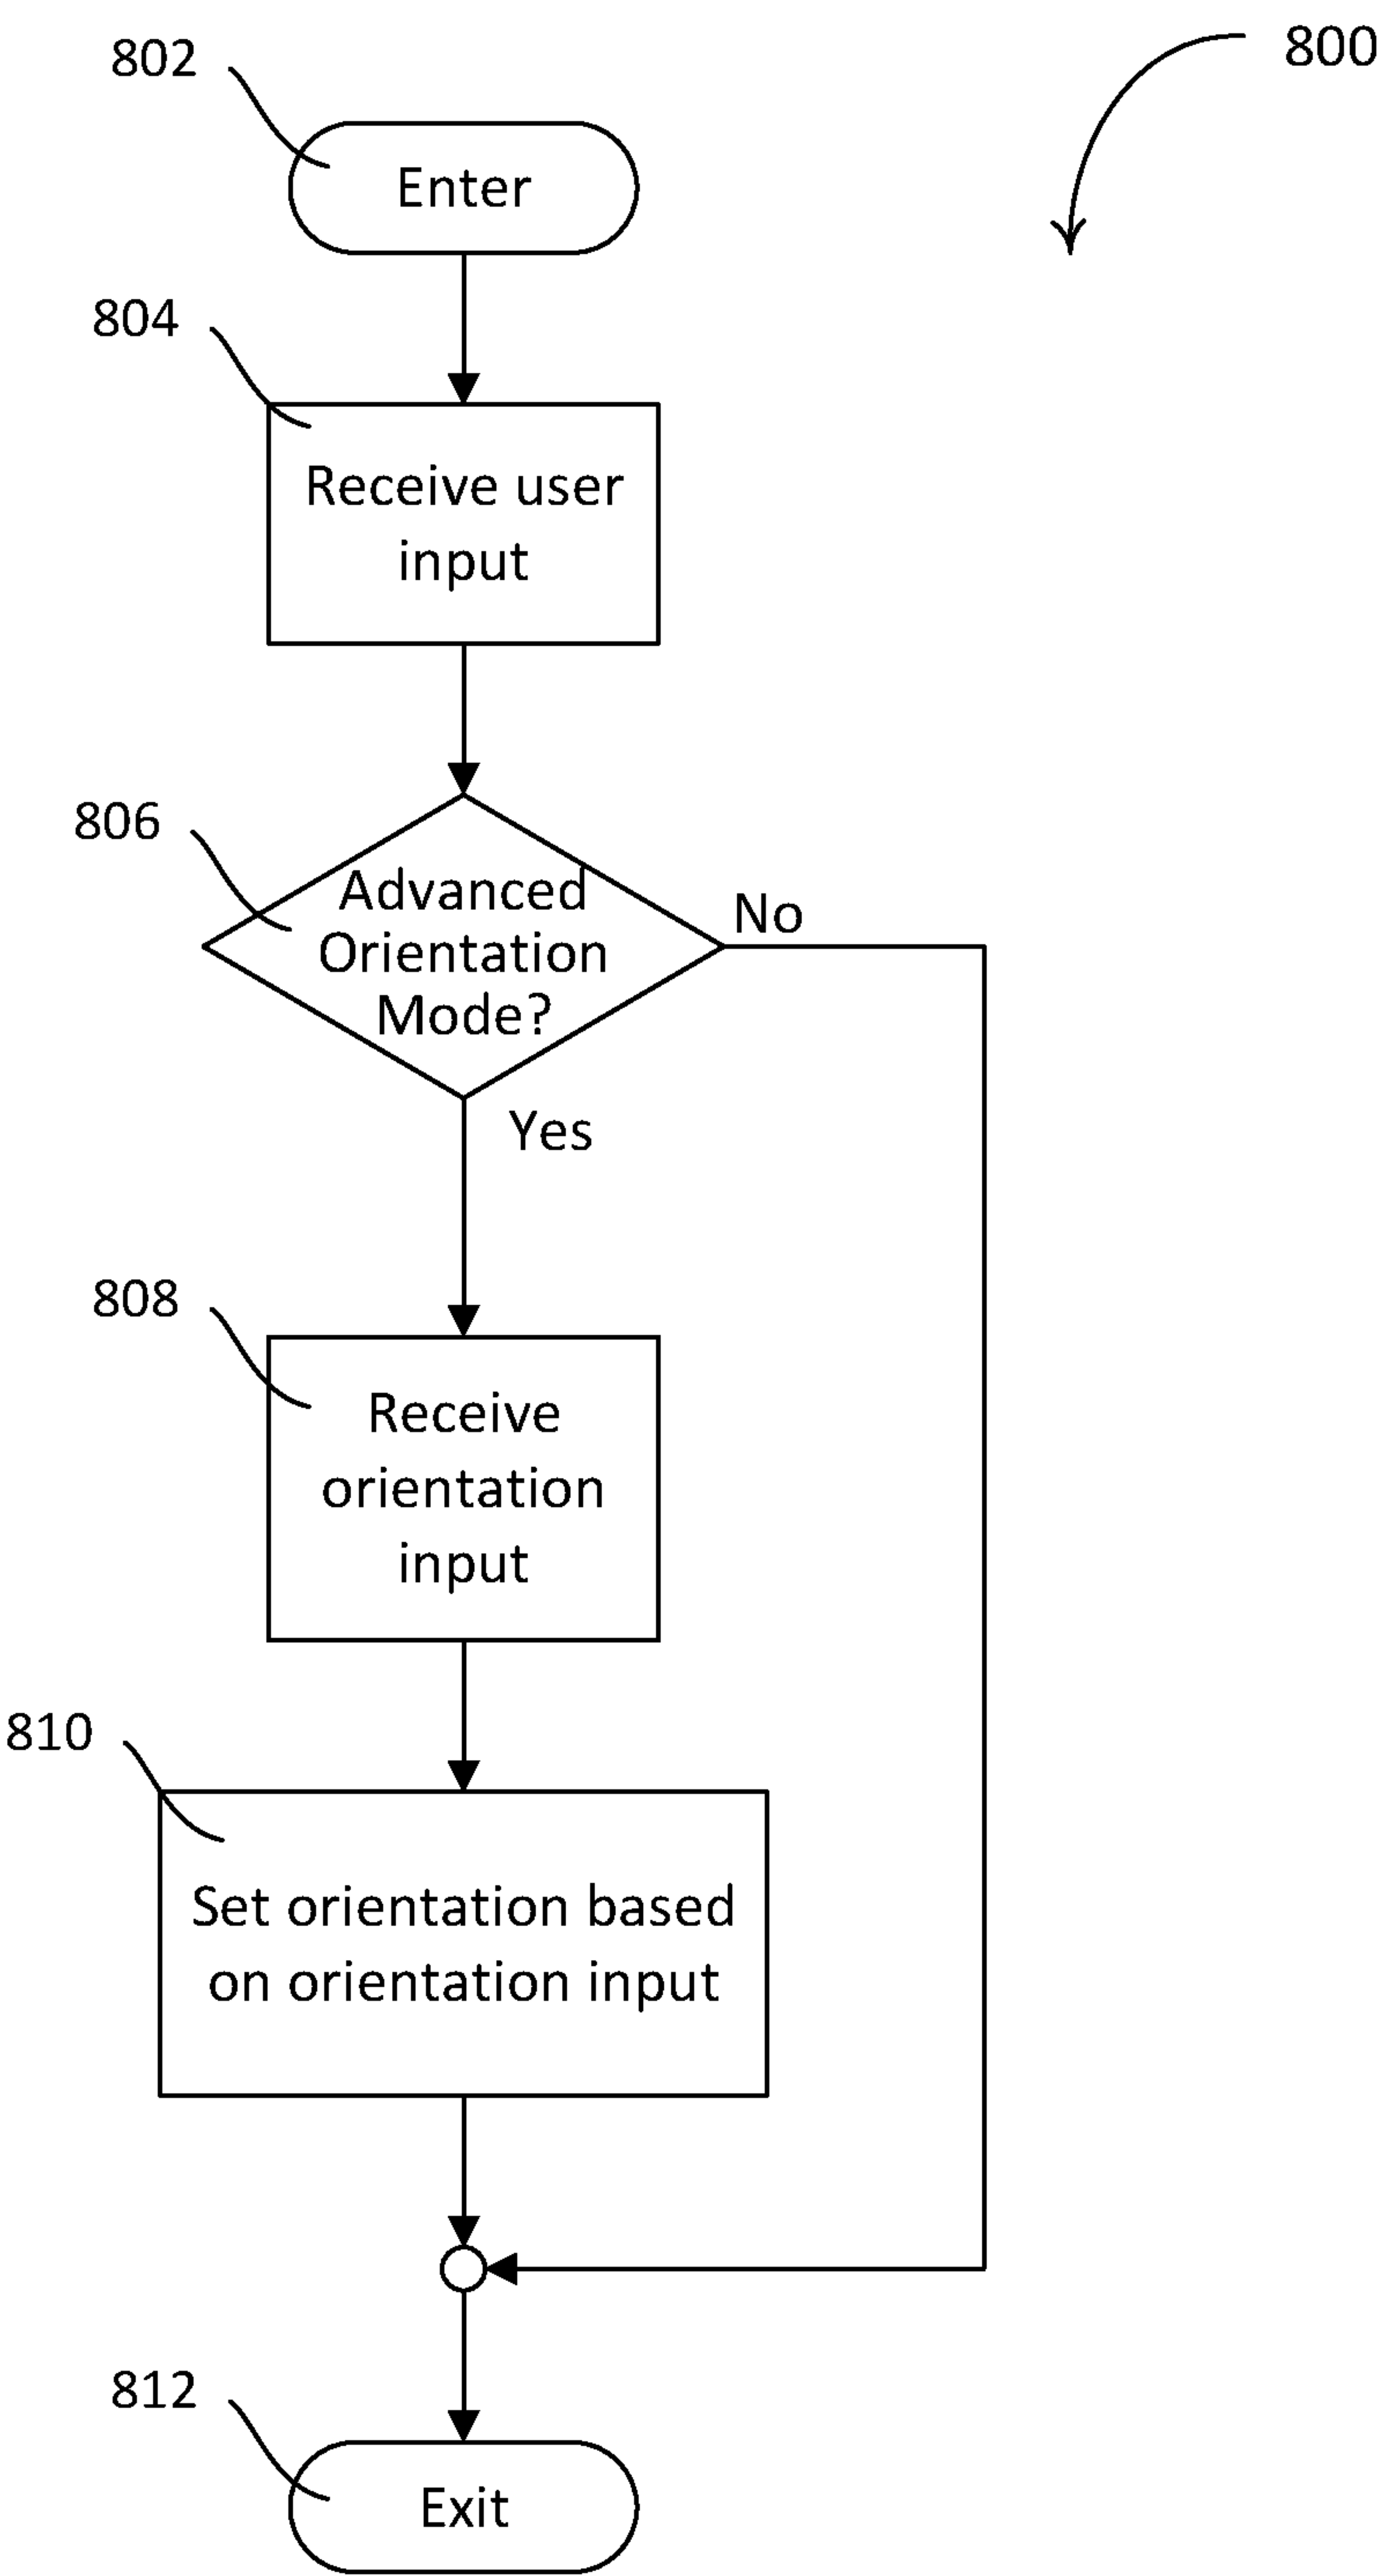 800
802
Enter
804
Receive user
input
806
Advanced
Orientation
Mode?
No
Yes
808
Receive
orientation
input
810
Set orientation based
on orientation input
812
Exit